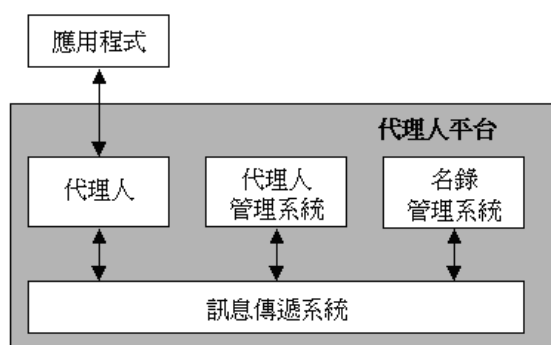 應用程式
代理人平台
代理人
代理人
管理系統
名錄
管理系統
訊息傳遞系統